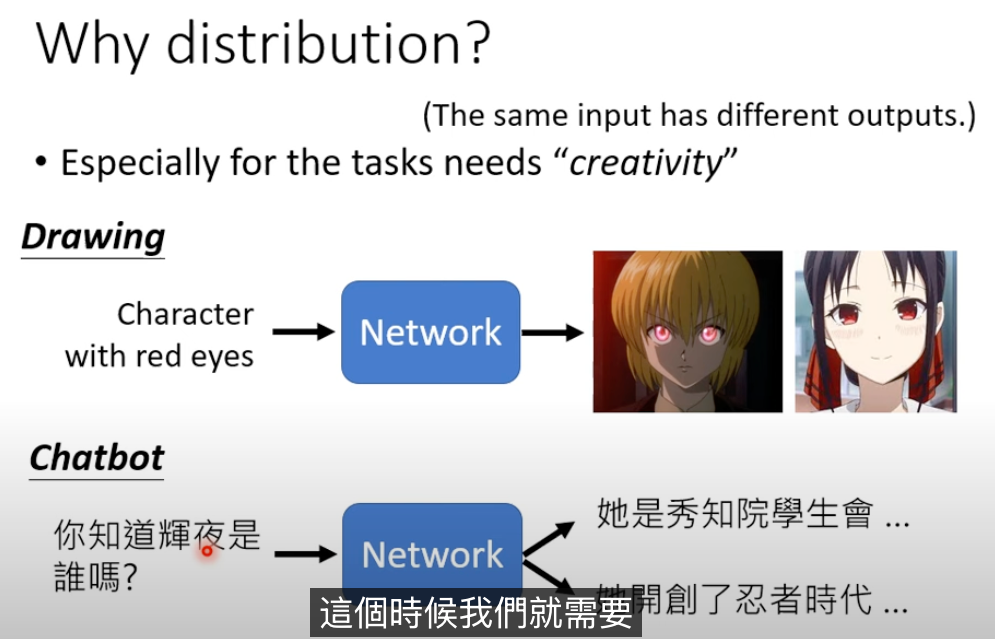 Why distribution?
(The same input has different outputs.)
• Especially for the tasks needs “creativity”
Drawing
Character
with red eyes
Network
Chatbot
你知道輝夜是
誰嗎?
Network
她是秀知院學生會 ...
她開創了忍者時代 ...
這個時候我們就需要